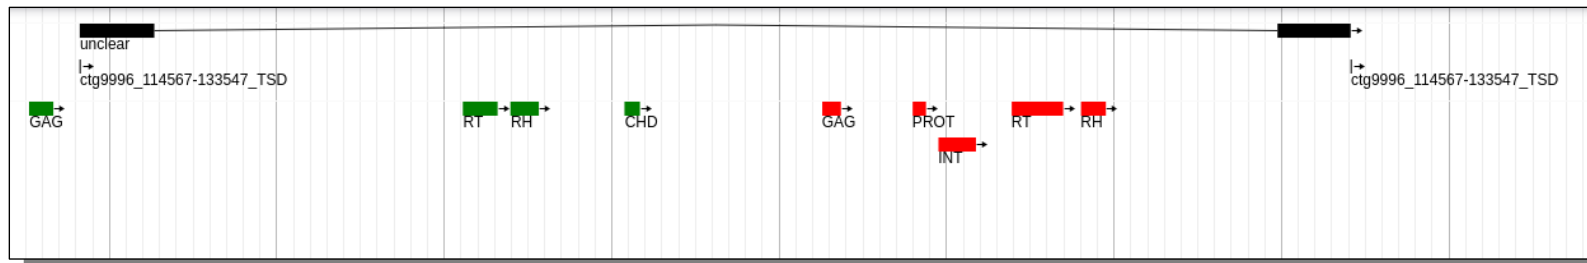 unclear
ctg9996_114567-133547_TSD ctg9996_114567-133547_TSD
GAG RT RH CHD GAG PROT RT RH
INT